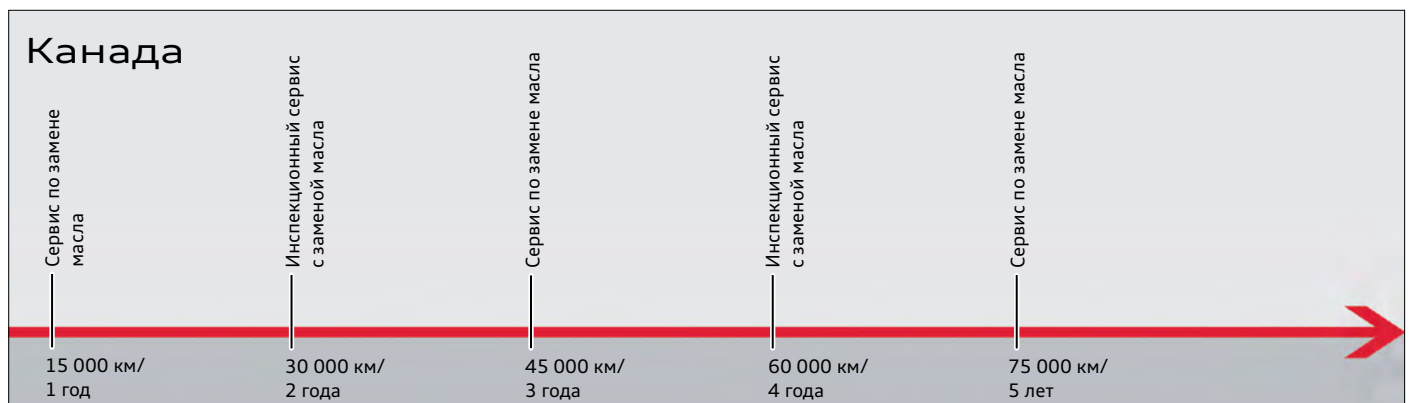 Канада
Сервис по замене
масла
Инспекционный сервис
с заменой масла
Сервис по замене масла
Инспекционный сервис
с заменой масла
Сервис по замене масла
15 000 км/
1 год
30 000 км/
2 года
45 000 км/
3 года
60 000 км/
4 года
75 000 км/
5 лет